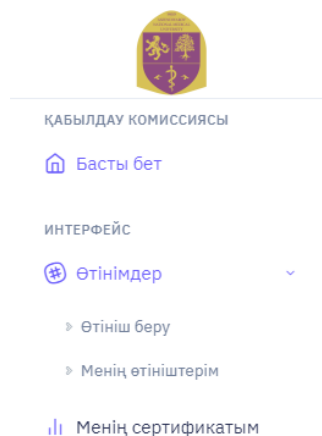 ҚАБЫЛДАУ КОМИССИЯСЫ
Басты бет
ИНТЕРФЕЙС
Өтінімдер
Өтініш беру
Менің өтініштерім
Менің сертификатым